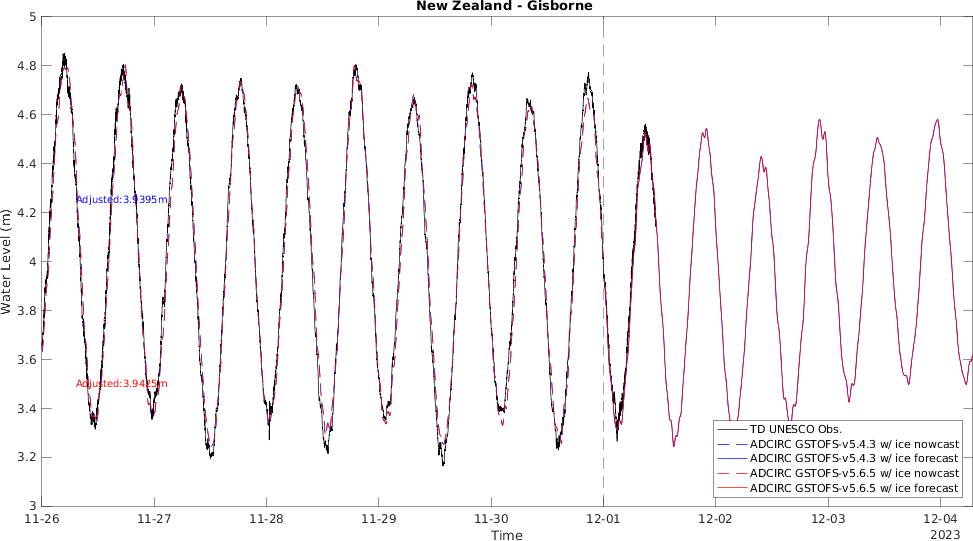 New Zealand - Gisborne
5
4.8
4.6
4.4
4.2
4
3.8
3.6
3.4
3.2
3
Water Level (m)
Adjusted:3.9395m
Adjusted:3.9425m
TD UNESCO Obs.
ADCIRC GSTOFS-v5.4.3 w/ ice nowcast
ADCIRC GSTOFS-v5.4.3 w/ ice forecast
ADCIRC GSTOFS-v5.6.5 w/ ice nowcast
ADCIRC GSTOFS-v5.6.5 w/ ice forecast
11-26 11-27 11-28 11-29 11-30 12-01 12-02 12-03 12-04
Time
2023